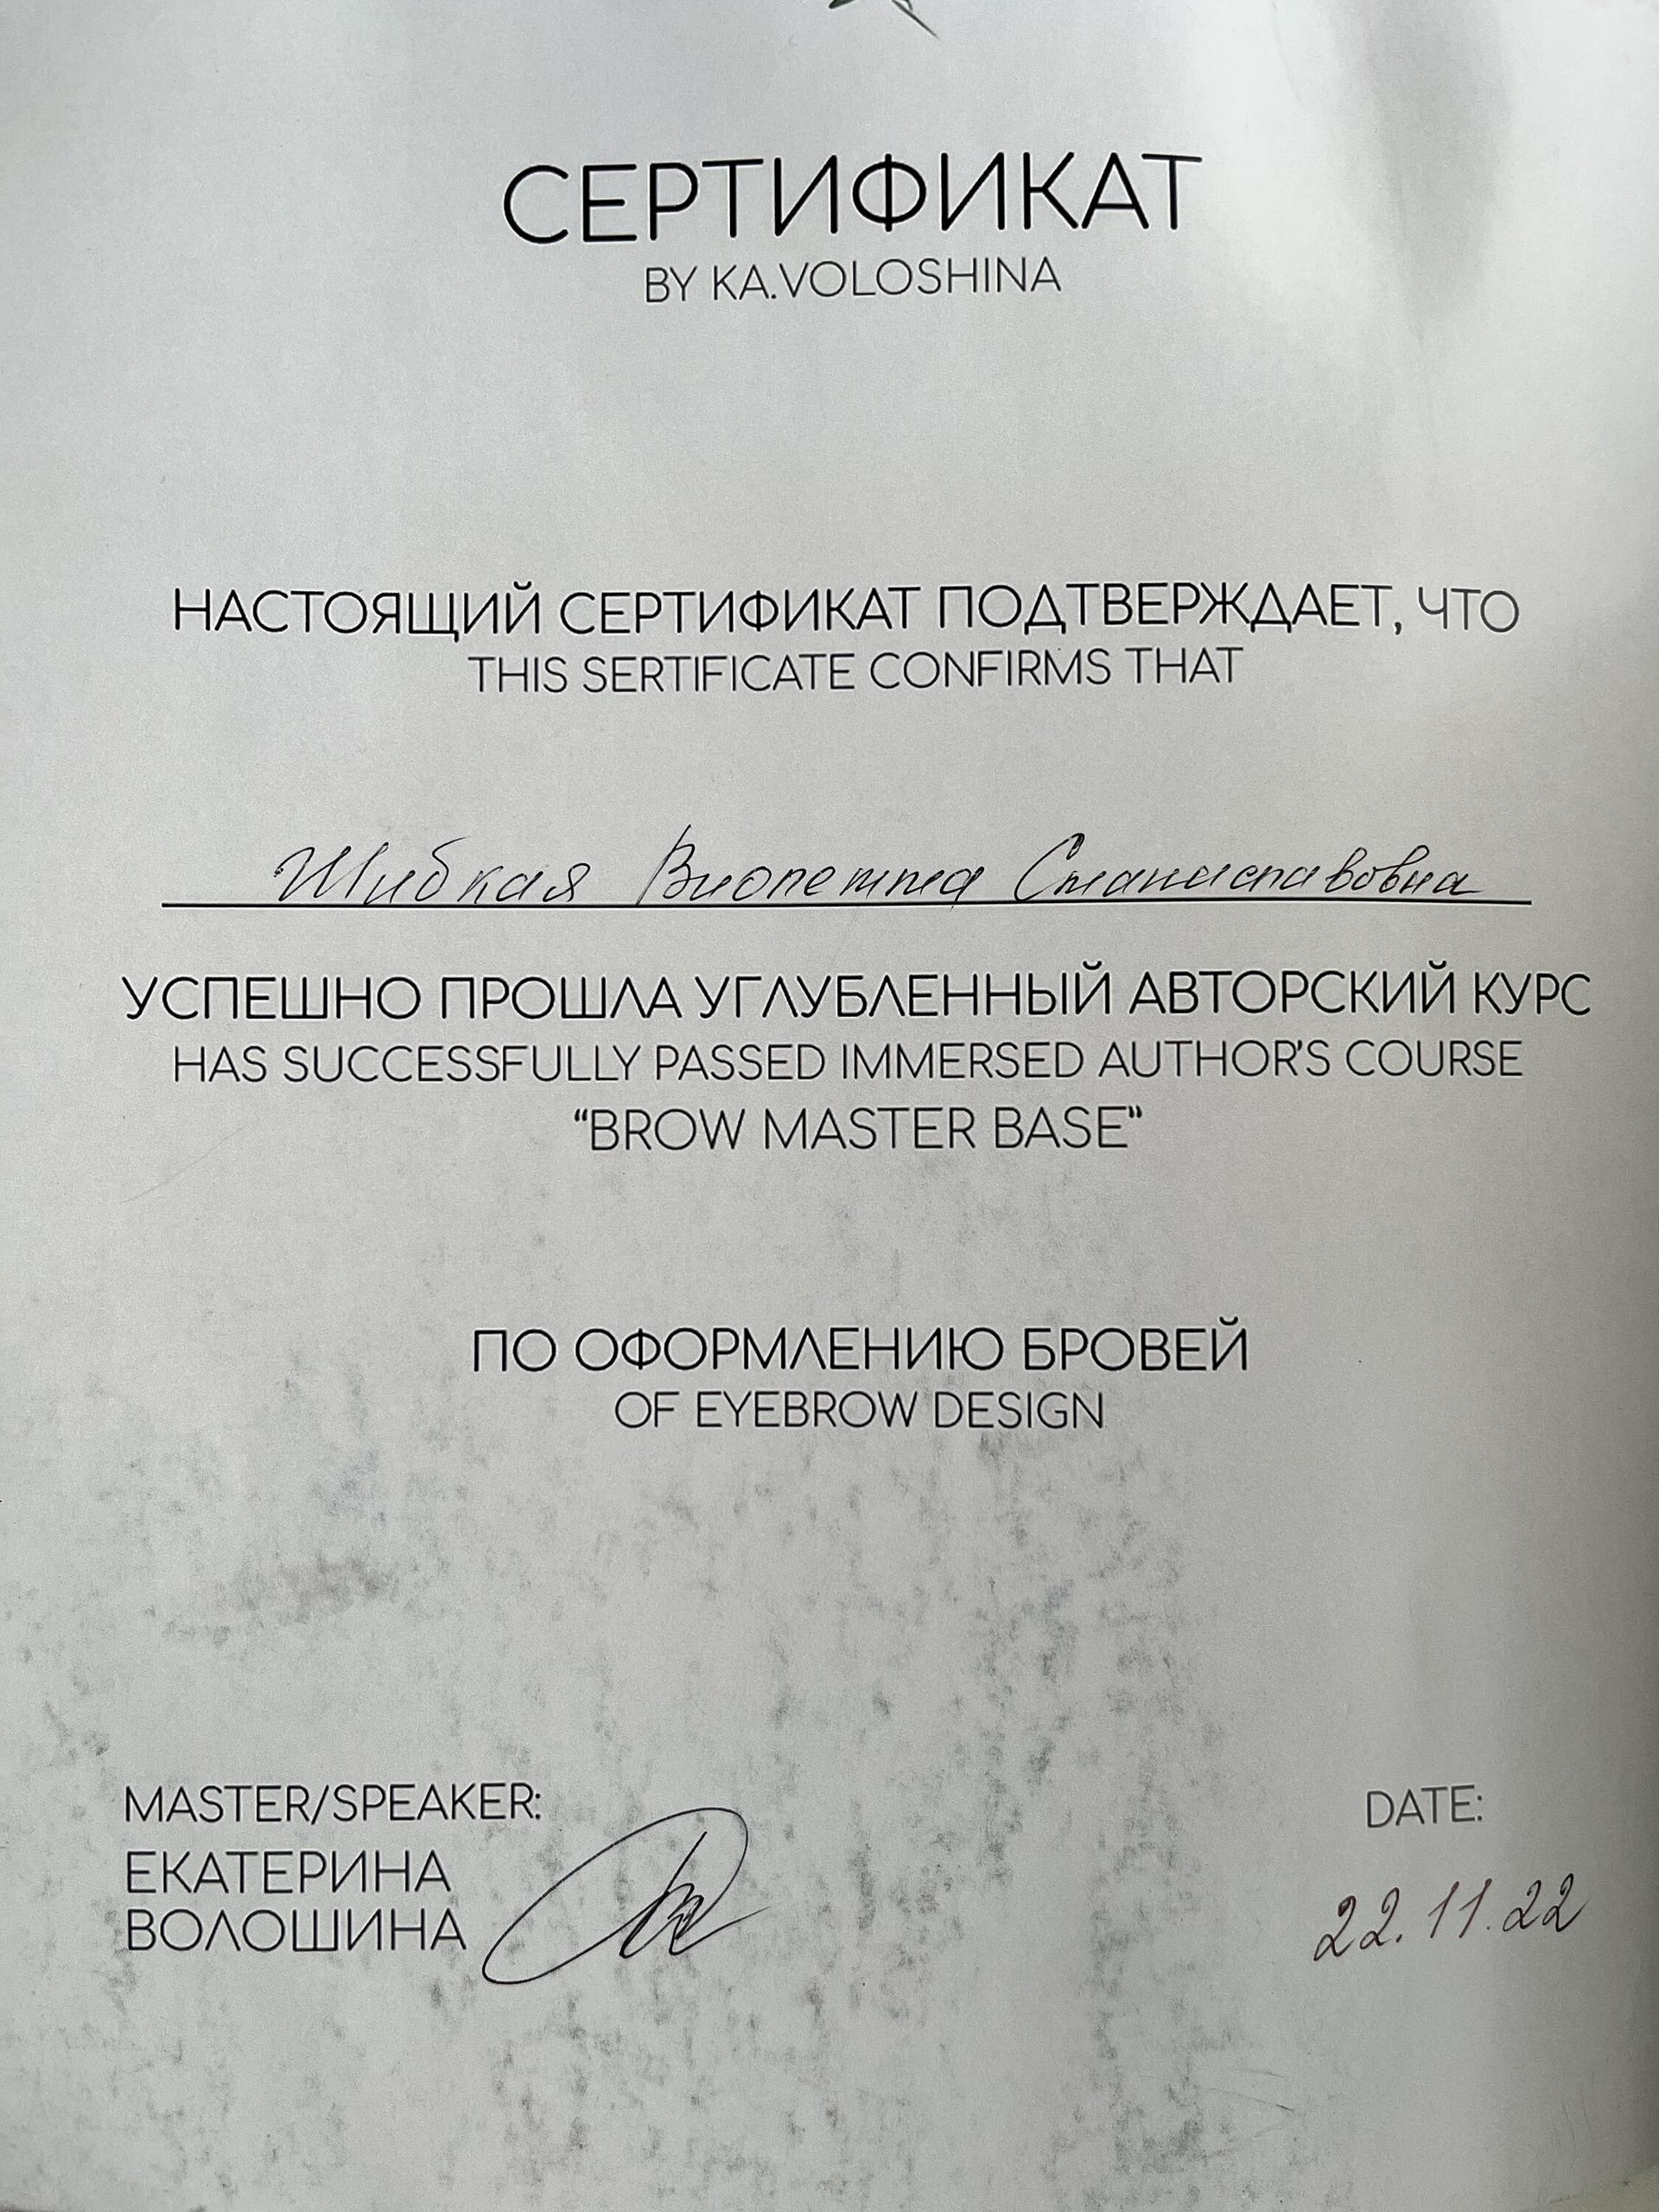 СЕРТИФИКАТ
BY KA.VOLOSHINA
НАСТОЯЩИЙ СЕРТИФИКАТ ПОДТВЕРЖДАЕТ, ЧТО
THIS SERTIFICATE CONFIRMS THAT
Шибкая Виолетта Станиславовна
УСПЕШНО ПРОШЛА УГЛУБЛЕННЫЙ АВТОРСКИЙ КУРС
HAS SUCCESSFULLY PASSED IMMERSED AUTHOR'S COURSE
“BROW MASTER BASE”
ПО ОФОРМЛЕНИЮ БРОВЕЙ
OF EYEBROW DESIGN
MASTER/SPEAKER:
ЕКАТЕРИНА
ВОЛОШИНА
DATE:
22.11.22